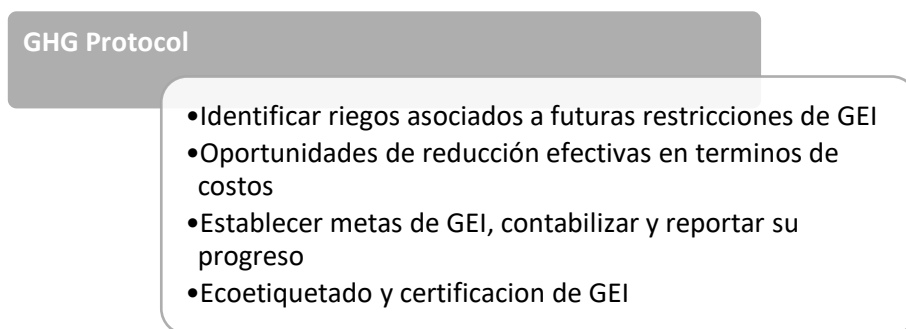 GHG Protocol
•Identificar riegos asociados a futuras restricciones de GEI
•Oportunidades de reducción efectivas en terminos de
costos
•Establecer metas de GEI, contabilizar y reportar su
progreso
•Ecoetiquetado y certificacion de GEI